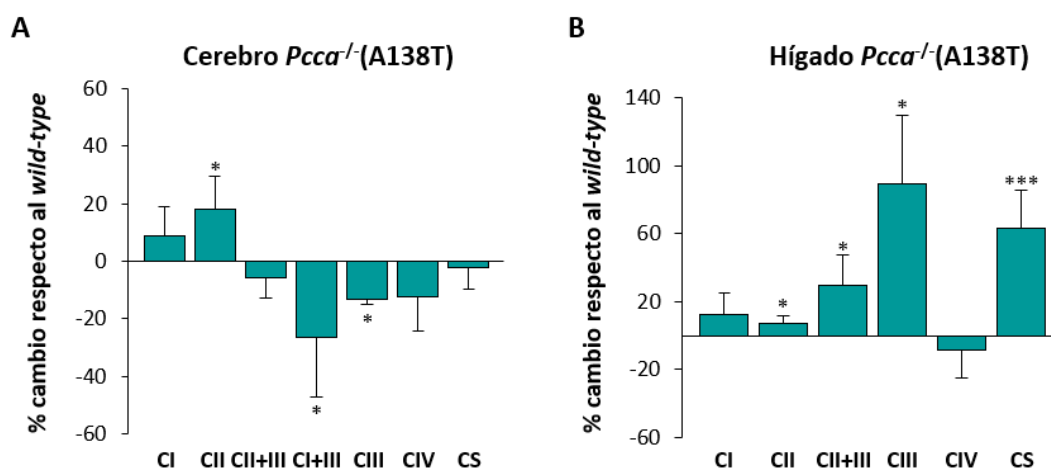 A
Cerebro Pcca-/-(A138T)
% cambio respecto al wild-type
60
40
20
0
-20
-40
-60
*
*
*
CI CII CII+III CI+III CIII CIV CS
B
Hígado Pcca-/-(A138T)
% cambio respecto al wild-type
140
100
60
20
-20
-60
*
*
*
***
CI CII CII+III CIII CIV CS